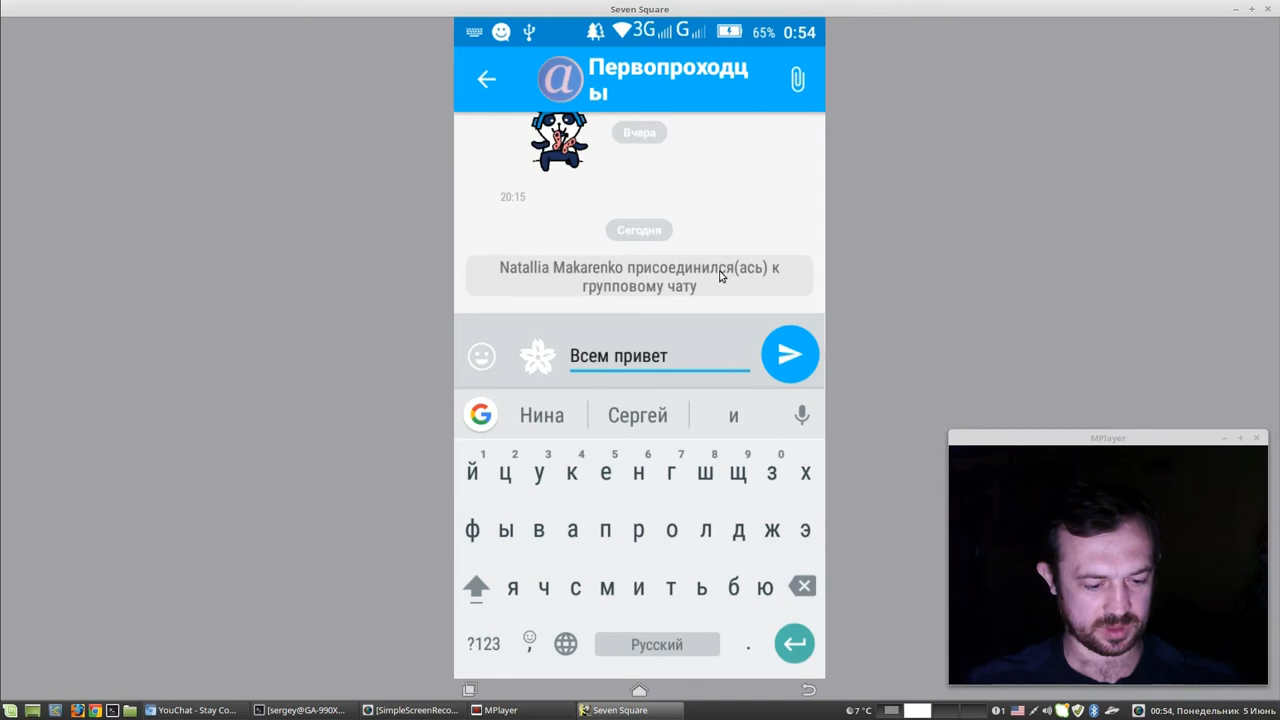 Seven Square
3G G 65% 0:54
Первопроходц
ы
Вчера
20:15
Сегодня
Natallia Makarenko присоединился(ась) к
групповому чату
Всем привет
Нина Сергей и
1 2 3 4 5 6 7 8 9 0
й ц у к е н г ш щ з х
ф ы в а п р о л д ж э
я ч с м и т ь б ю
?123 , Русский .
MPlayer
YouChat - Stay Co... [sergey@GA-990X... [SimpleScreenReco... MPlayer Seven Square 7 °C 1 00:54, Понедельник 5 Июнь